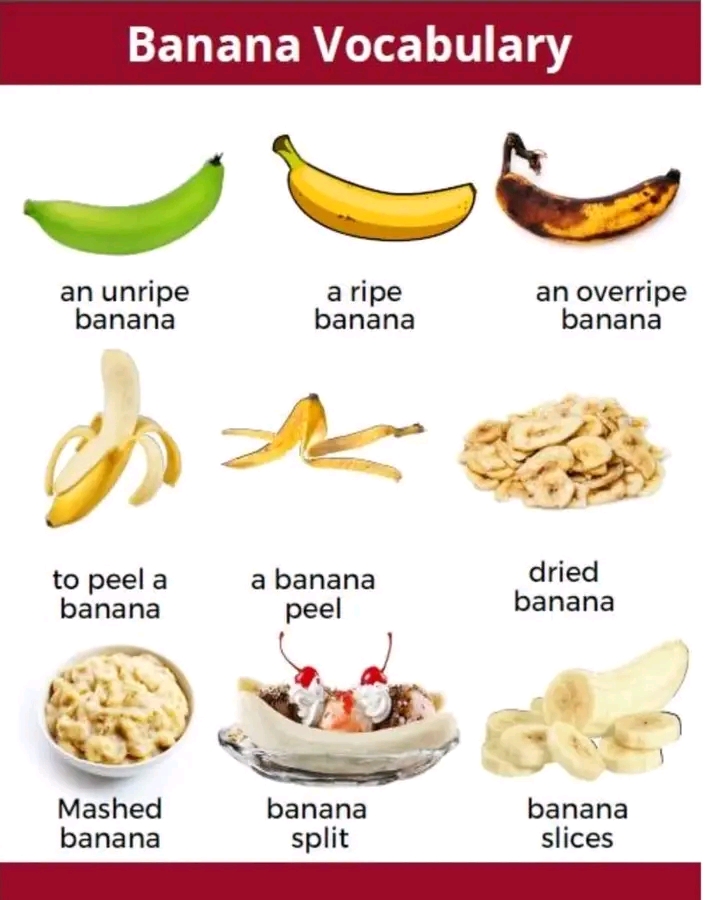 Banana Vocabulary
an unripe
banana
a ripe
banana
an overripe
banana
to peel a
banana
a banana
peel
dried
banana
Mashed
banana
banana
split
banana
slices